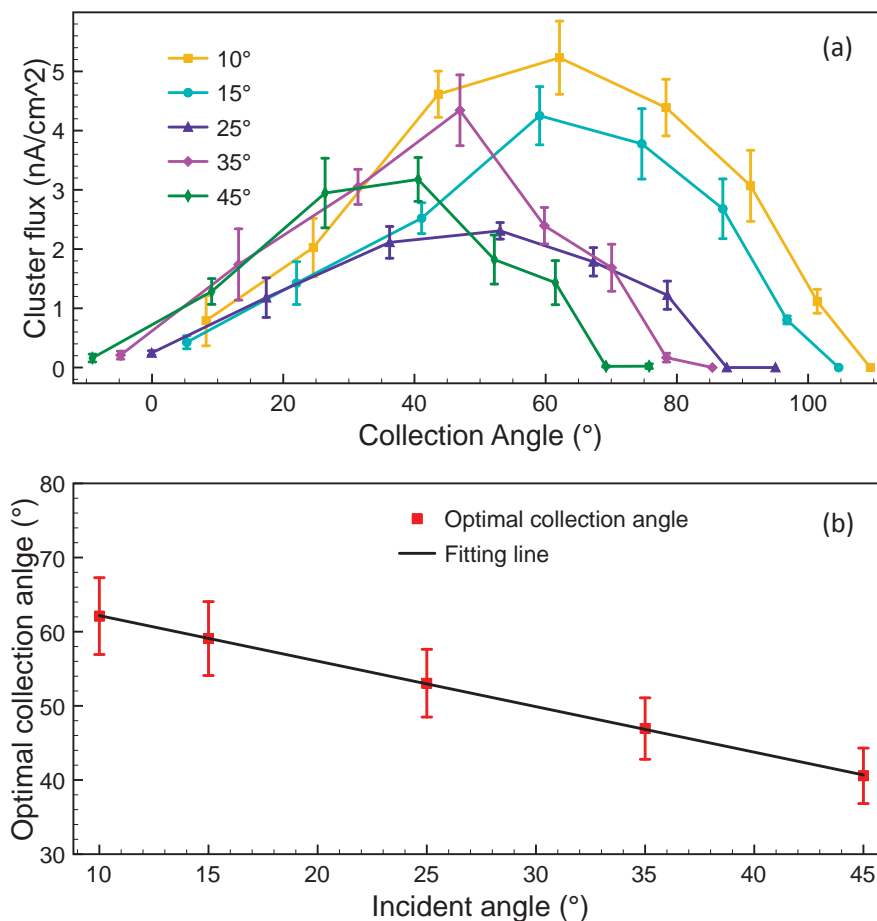 (a)
10°
15°
25°
35°
45°
Cluster flux (nA/cm^2)
5
4
3
2
1
0
0 20 40 60 80 100
Collection Angle (°)
(b)
Optimal collection angle
Fitting line
Optimal collection anlge (°)
80
70
60
50
40
30
10 15 20 25 30 35 40 45
Incident angle (°)